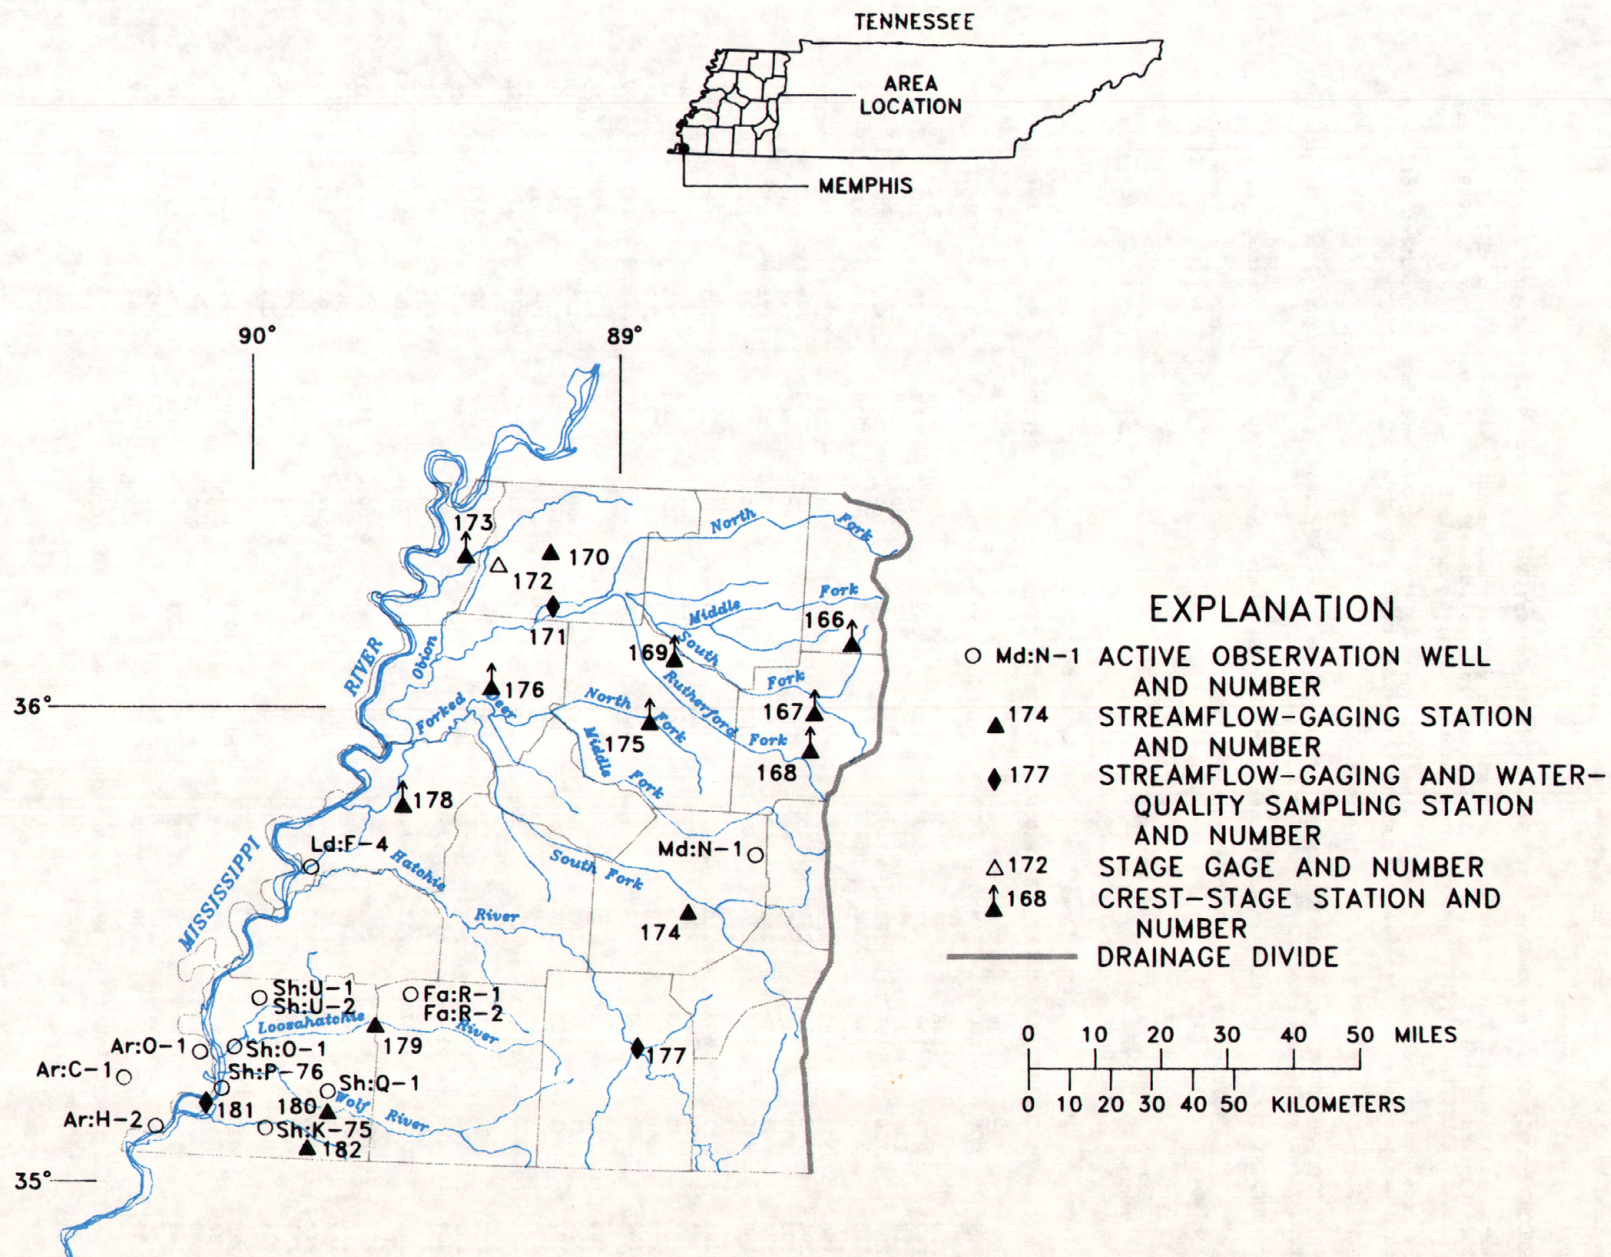 TENNESSEE
AREA
LOCATION
MEMPHIS
90°
89°
173
170
172
North
Fork
171
Middle
Fork
166
169
South
Fork
RIVER
Obion
176
36°
Forked
Deer
North
Fork
Rutherford
Fork
167
175
Middle
Fork
168
178
Ld:F-4
Hatchie
River
South Fork
Md:N-1
174
MISSISSIPPI
Sh:U-1
Sh:U-2
Fa:R-1
Fa:R-2
Loosahatchie
River
179
Ar:O-1
Sh:O-1
177
Ar:C-1
Sh:P-76
Sh:Q-1
181
180
Wolf
River
Ar:H-2
Sh:K-75
182
35°
EXPLANATION
Md:N-1 ACTIVE OBSERVATION WELL
AND NUMBER
174 STREAMFLOW-GAGING STATION
AND NUMBER
177 STREAMFLOW-GAGING AND WATER-
QUALITY SAMPLING STATION
AND NUMBER
172 STAGE GAGE AND NUMBER
168 CREST-STAGE STATION AND
NUMBER
DRAINAGE DIVIDE
0 10 20 30 40 50 MILES
0 10 20 30 40 50 KILOMETERS